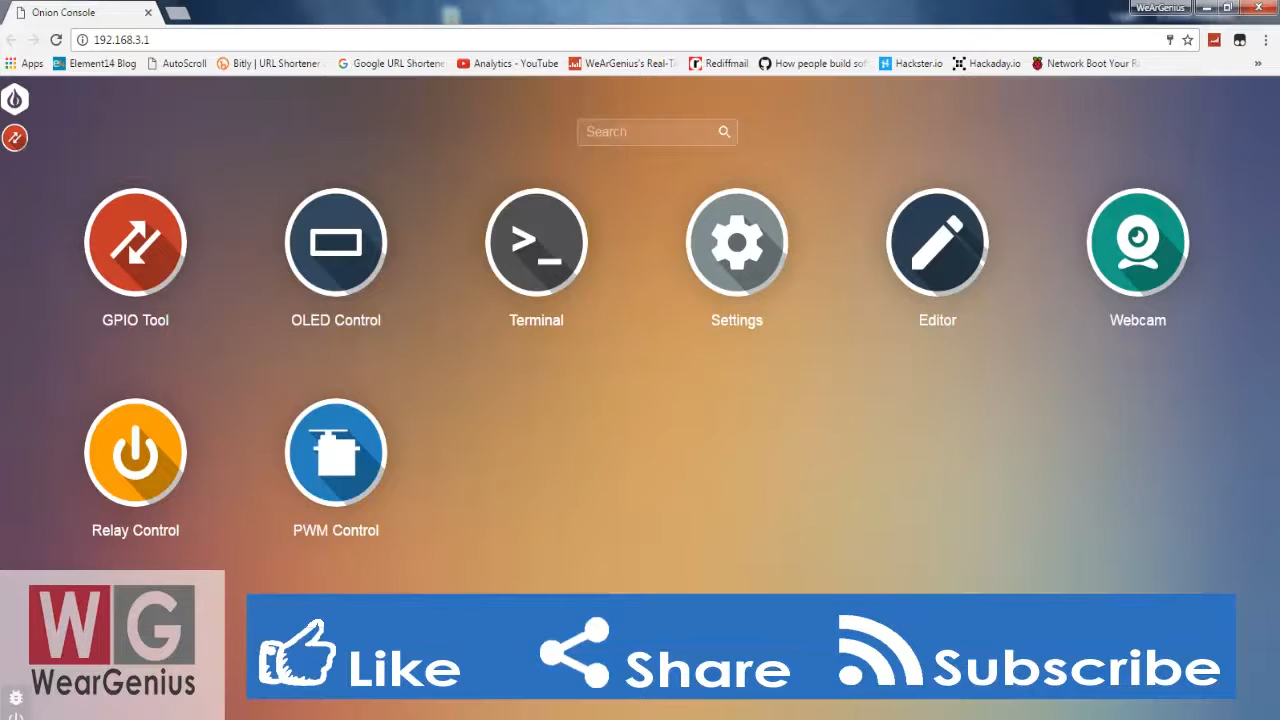 Onion Console
WeArGenius
192.168.3.1
Apps Element14 Blog AutoScroll Bitly | URL Shortener Google URL Shortene Analytics - YouTube WeArGenius's Real-T Rediffmail How people build sof Hackster.io Hackaday.io Network Boot Your R »
Search
GPIO Tool OLED Control Terminal Settings Editor Webcam
Relay Control PWM Control
WG
WearGenius
Like Share Subscribe